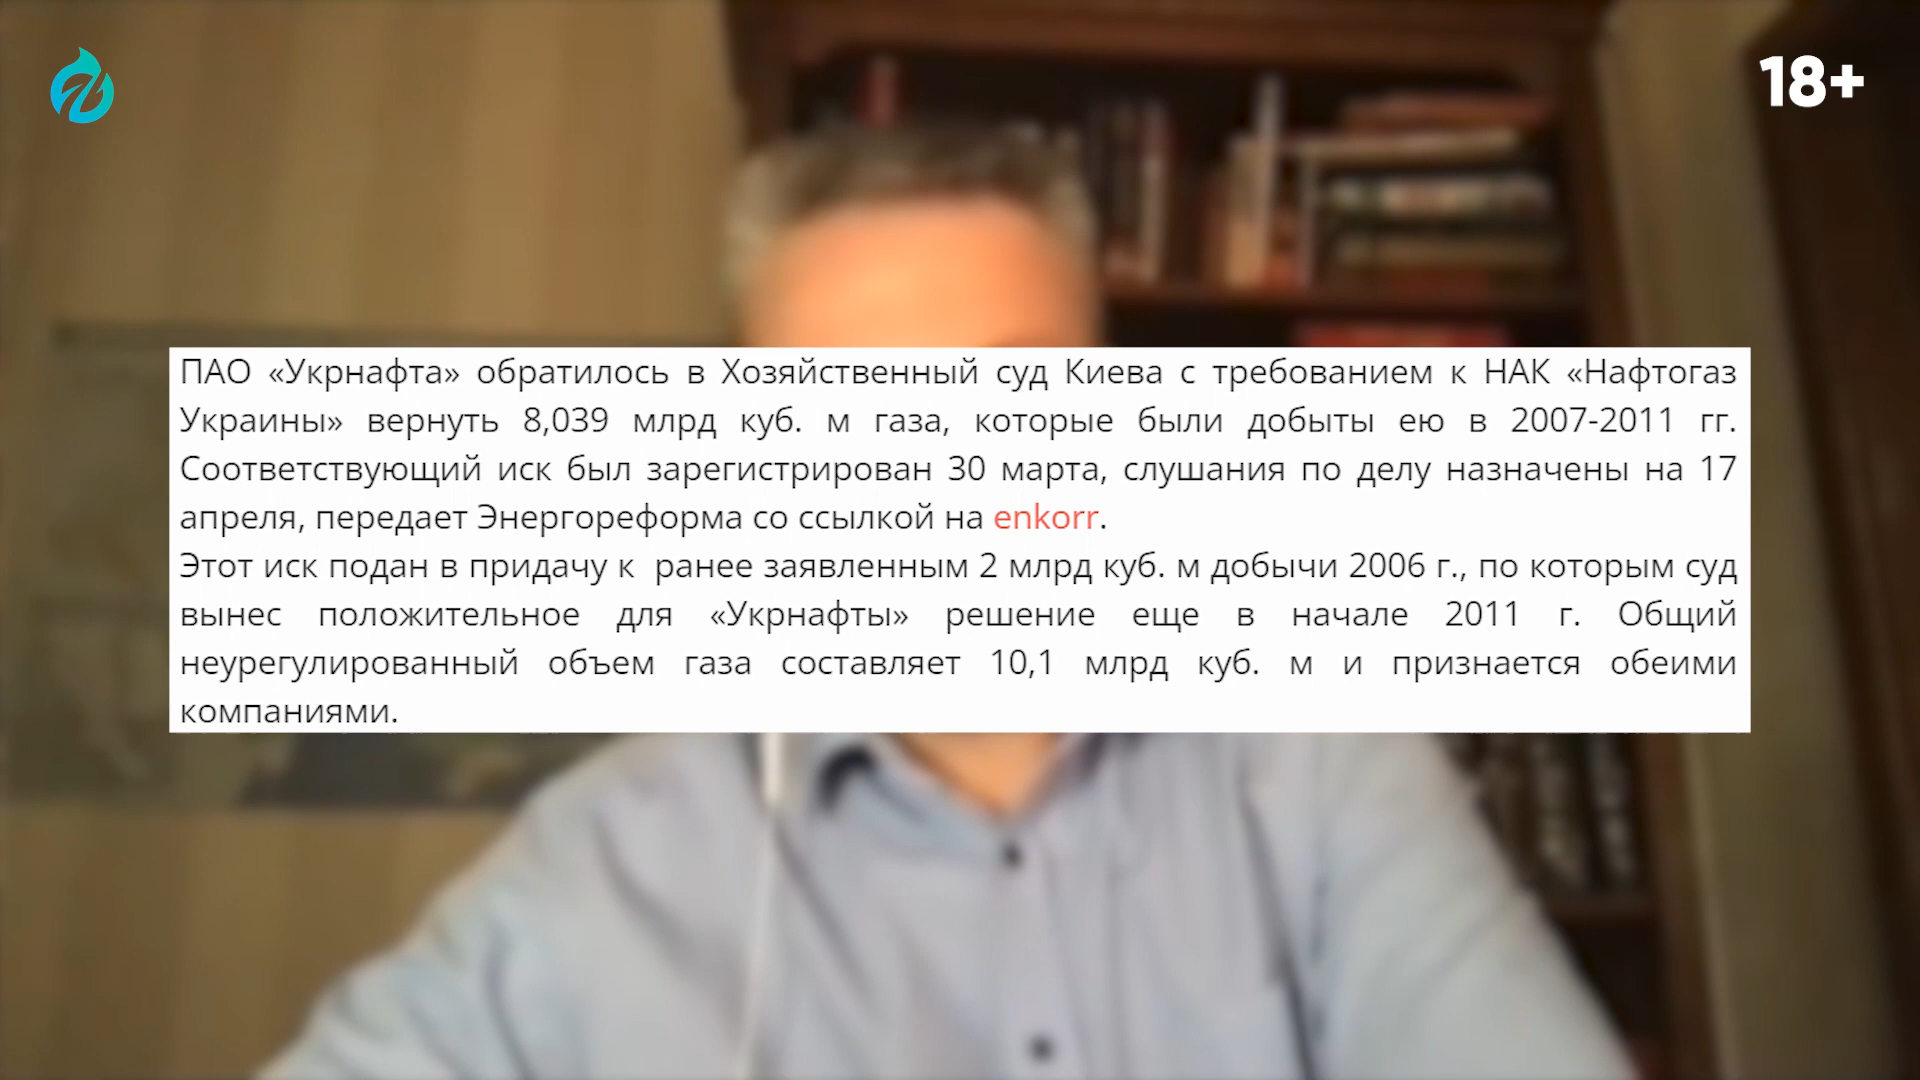 18+
ПАО «Укрнафта» обратилось в Хозяйственный суд Киева с требованием к НАК «Нафтогаз
Украины» вернуть 8,039 млрд куб. м газа, которые были добыты ею в 2007-2011 гг.
Соответствующий иск был зарегистрирован 30 марта, слушания по делу назначены на 17
апреля, передает Энергореформа со ссылкой на enkorr.
Этот иск подан в придачу к  ранее заявленным 2 млрд куб. м добычи 2006 г., по которым суд
вынес положительное для «Укрнафты» решение еще в начале 2011 г. Общий
неурегулированный объем газа составляет 10,1 млрд куб. м и признается обеими
компаниями.